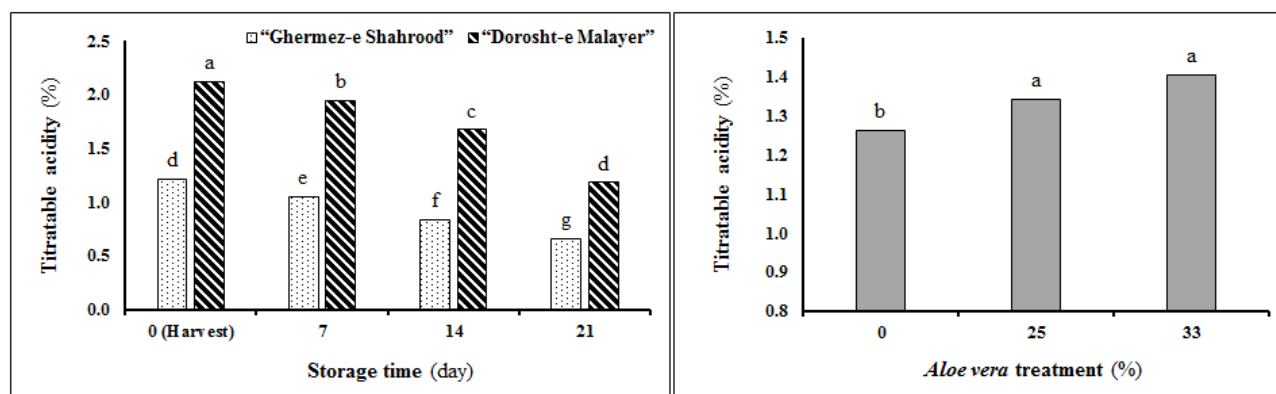 “Ghermez-e Shahrood” “Dorosht-e Malayer”
Titratable acidity (%)
2.5
2.0
1.5
1.0
0.5
0.0
a
b
c
d
d
e
f
g
0 (Harvest) 7 14 21
Storage time (day)
Titratable acidity (%)
1.5
1.4
1.3
1.2
1.1
1.0
0.9
0.8
b
a
a
0 25 33
Aloe vera treatment (%)